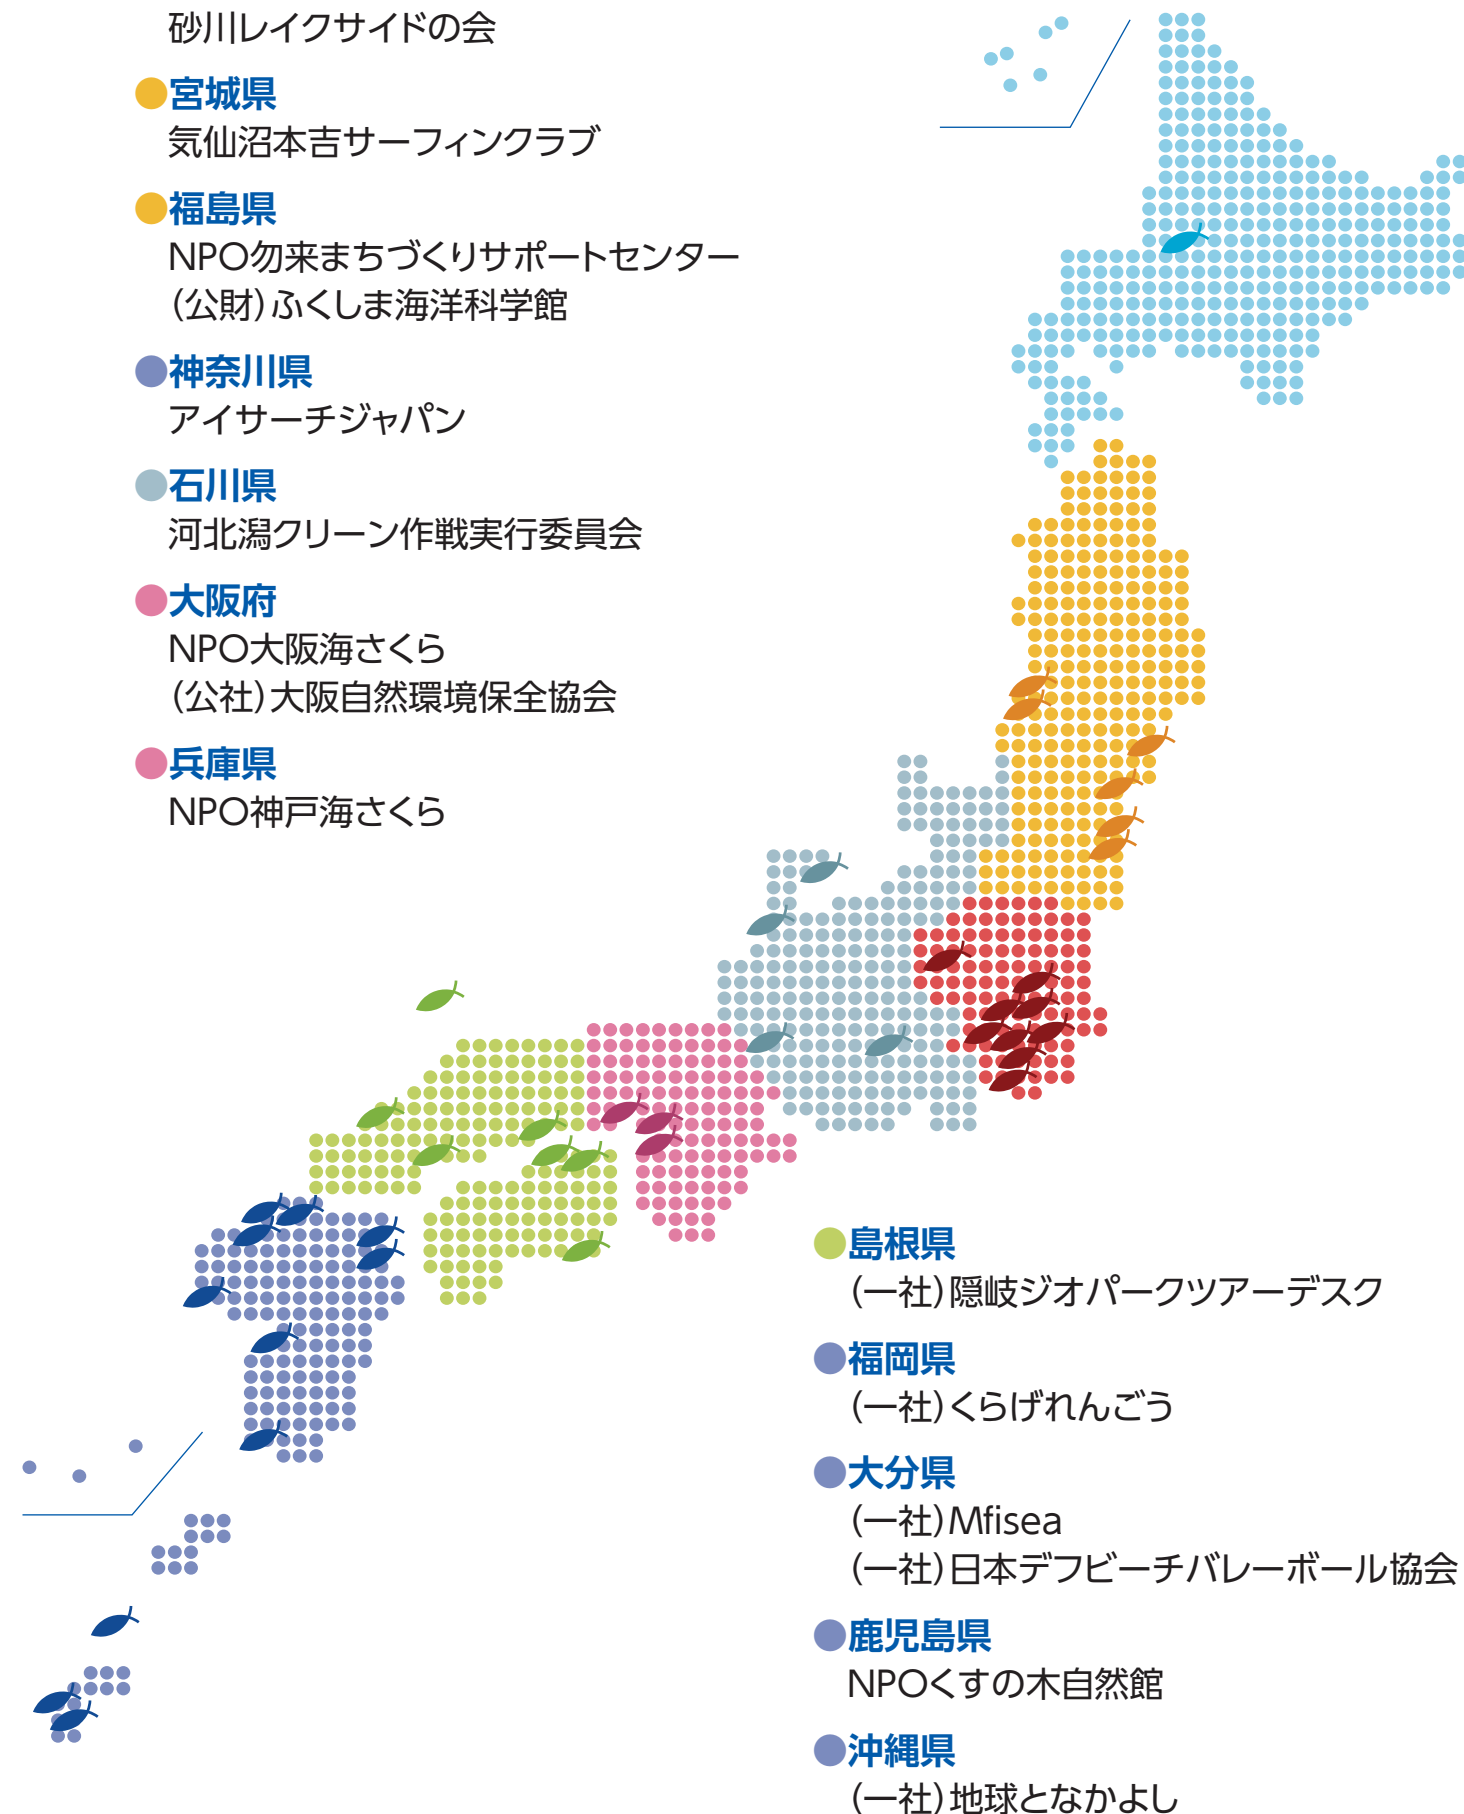 砂川レイクサイドの会
●宮城県
気仙沼本吉サーフィンクラブ
●福島県
NPO勿来まちづくりサポートセンター
(公財)ふくしま海洋科学館
●神奈川県
アイサーチジャパン
●石川県
河北潟クリーン作戦実行委員会
●大阪府
NPO大阪海さくら
(公社)大阪自然環境保全協会
●兵庫県
NPO神戸海さくら
●島根県
(一社)隠岐ジオパークツアーデスク
●福岡県
(一社)くらげれんごう
●大分県
(一社)Mfisea
(一社)日本デフビーチバレーボール協会
●鹿児島県
NPOくすの木自然館
●沖縄県
(一社)地球となかよし